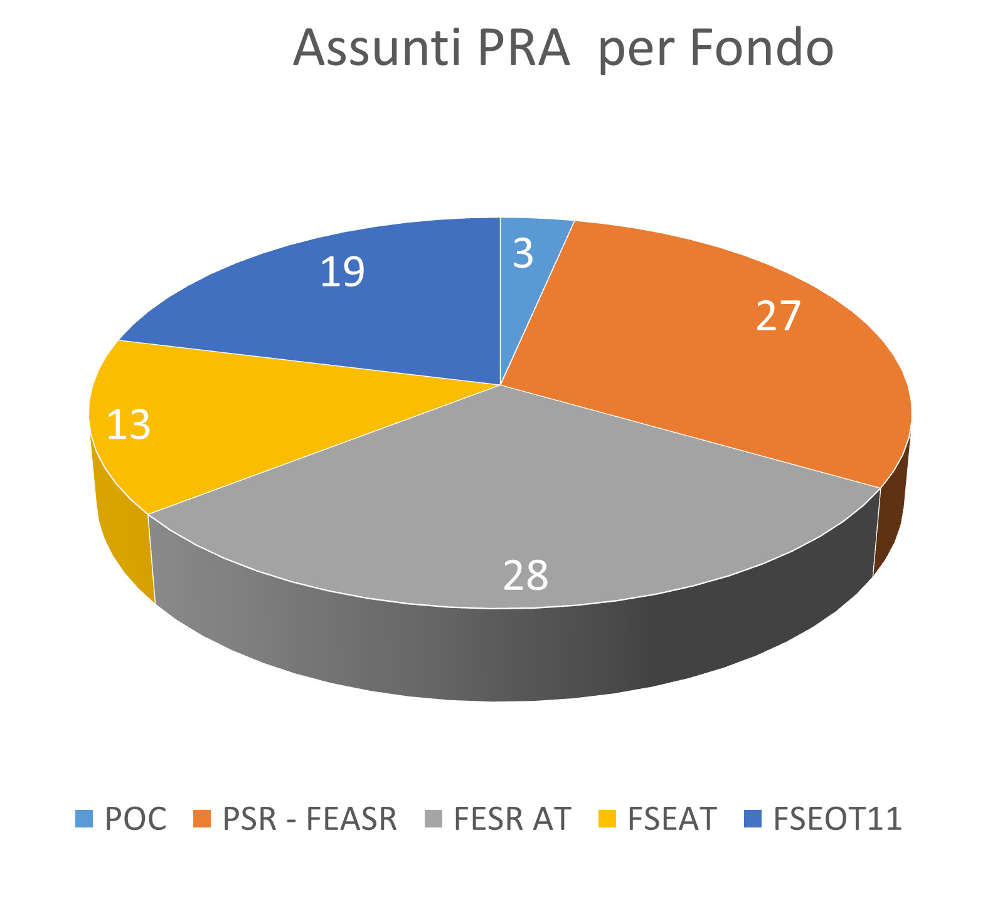 Assunti PRA  per Fondo
3
19
27
13
28
POC PSR - FEASR FESR AT FSEAT FSEOT11